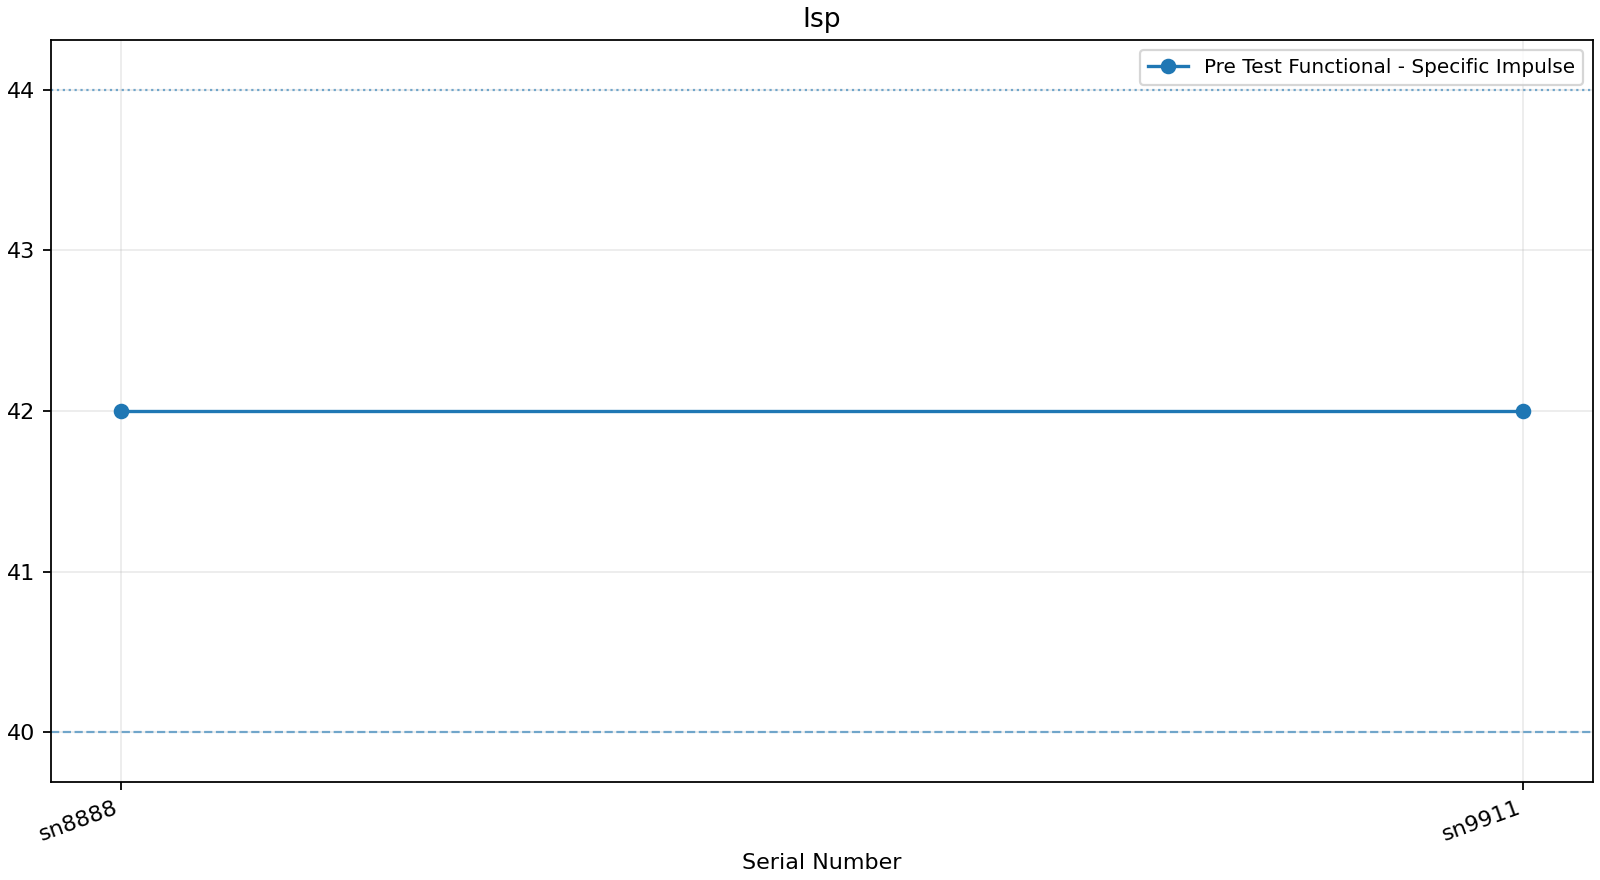 Isp
Pre Test Functional - Specific Impulse
44
43
42
41
40
sn8888
sn9911
Serial Number